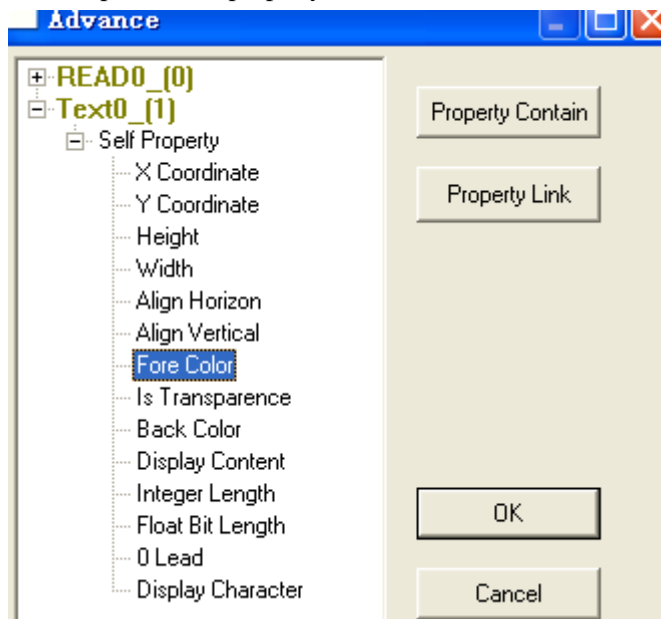 Advance
READ0_(0)
Text0_(1)
Self Property
X Coordinate
Y Coordinate
Height
Width
Align Horizon
Align Vertical
Fore Color
Is Transparence
Back Color
Display Content
Integer Length
Float Bit Length
0 Lead
Display Character
Property Contain
Property Link
OK
Cancel